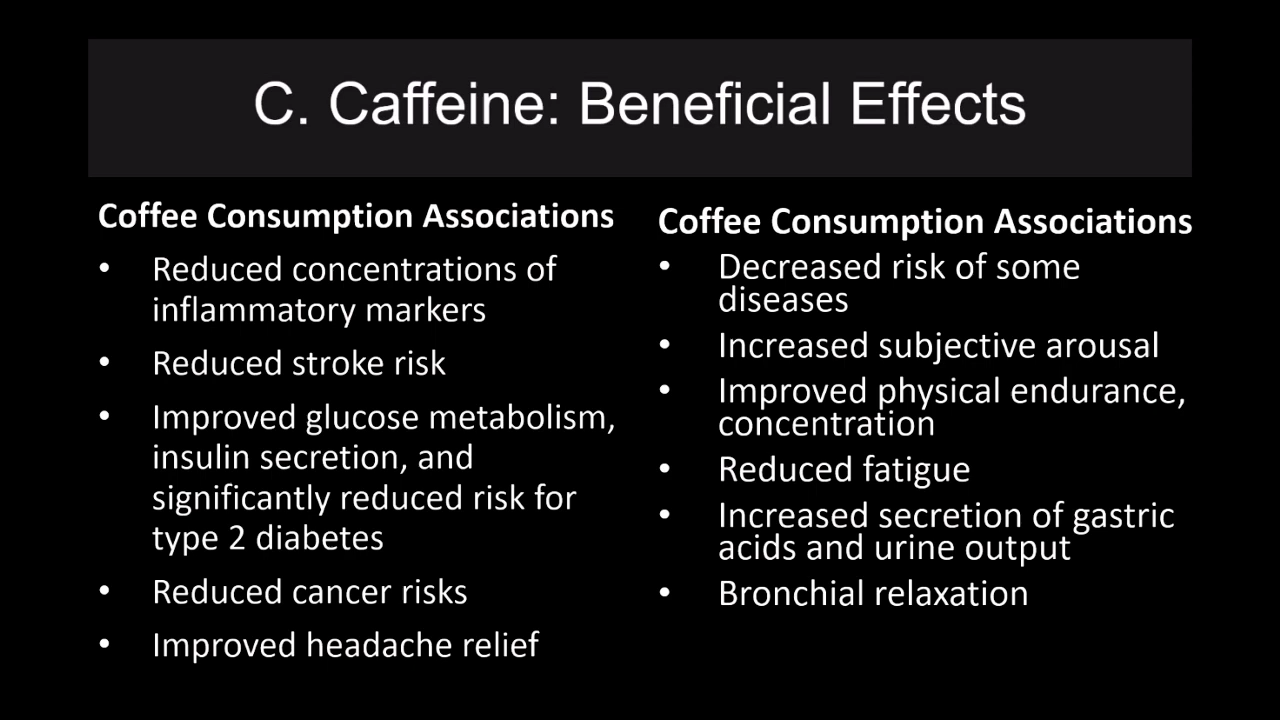 C. Caffeine: Beneficial Effects
Coffee Consumption Associations
• Reduced concentrations of
inflammatory markers
• Reduced stroke risk
• Improved glucose metabolism,
insulin secretion, and
significantly reduced risk for
type 2 diabetes
• Reduced cancer risks
• Improved headache relief
Coffee Consumption Associations
• Decreased risk of some
diseases
• Increased subjective arousal
• Improved physical endurance,
concentration
• Reduced fatigue
• Increased secretion of gastric
acids and urine output
• Bronchial relaxation